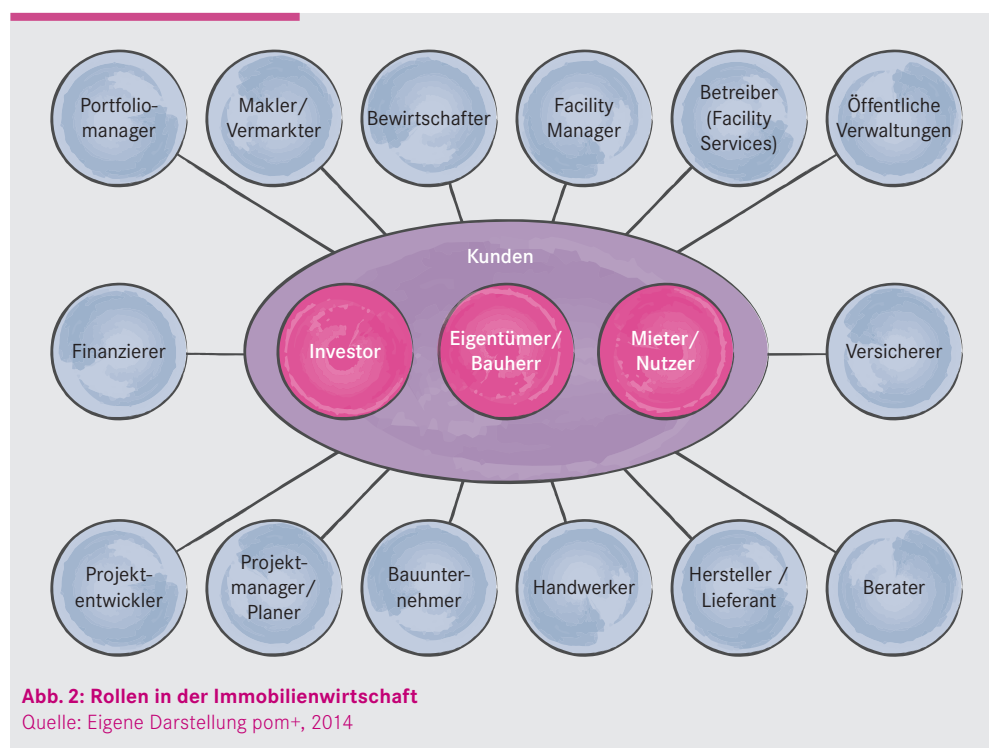 Portfolio-
manager
Makler/
Vermarkter
Bewirtschafter
Facility
Manager
Betreiber
(Facility
Services)
Öffentliche
Verwaltungen
Kunden
Finanzierer
Investor
Eigentümer/
Bauherr
Mieter/
Nutzer
Versicherer
Projekt-
entwickler
Projekt-
manager/
Planer
Bauunter-
nehmer
Handwerker
Hersteller /
Lieferant
Berater
Abb. 2: Rollen in der Immobilienwirtschaft
Quelle: Eigene Darstellung pom+, 2014